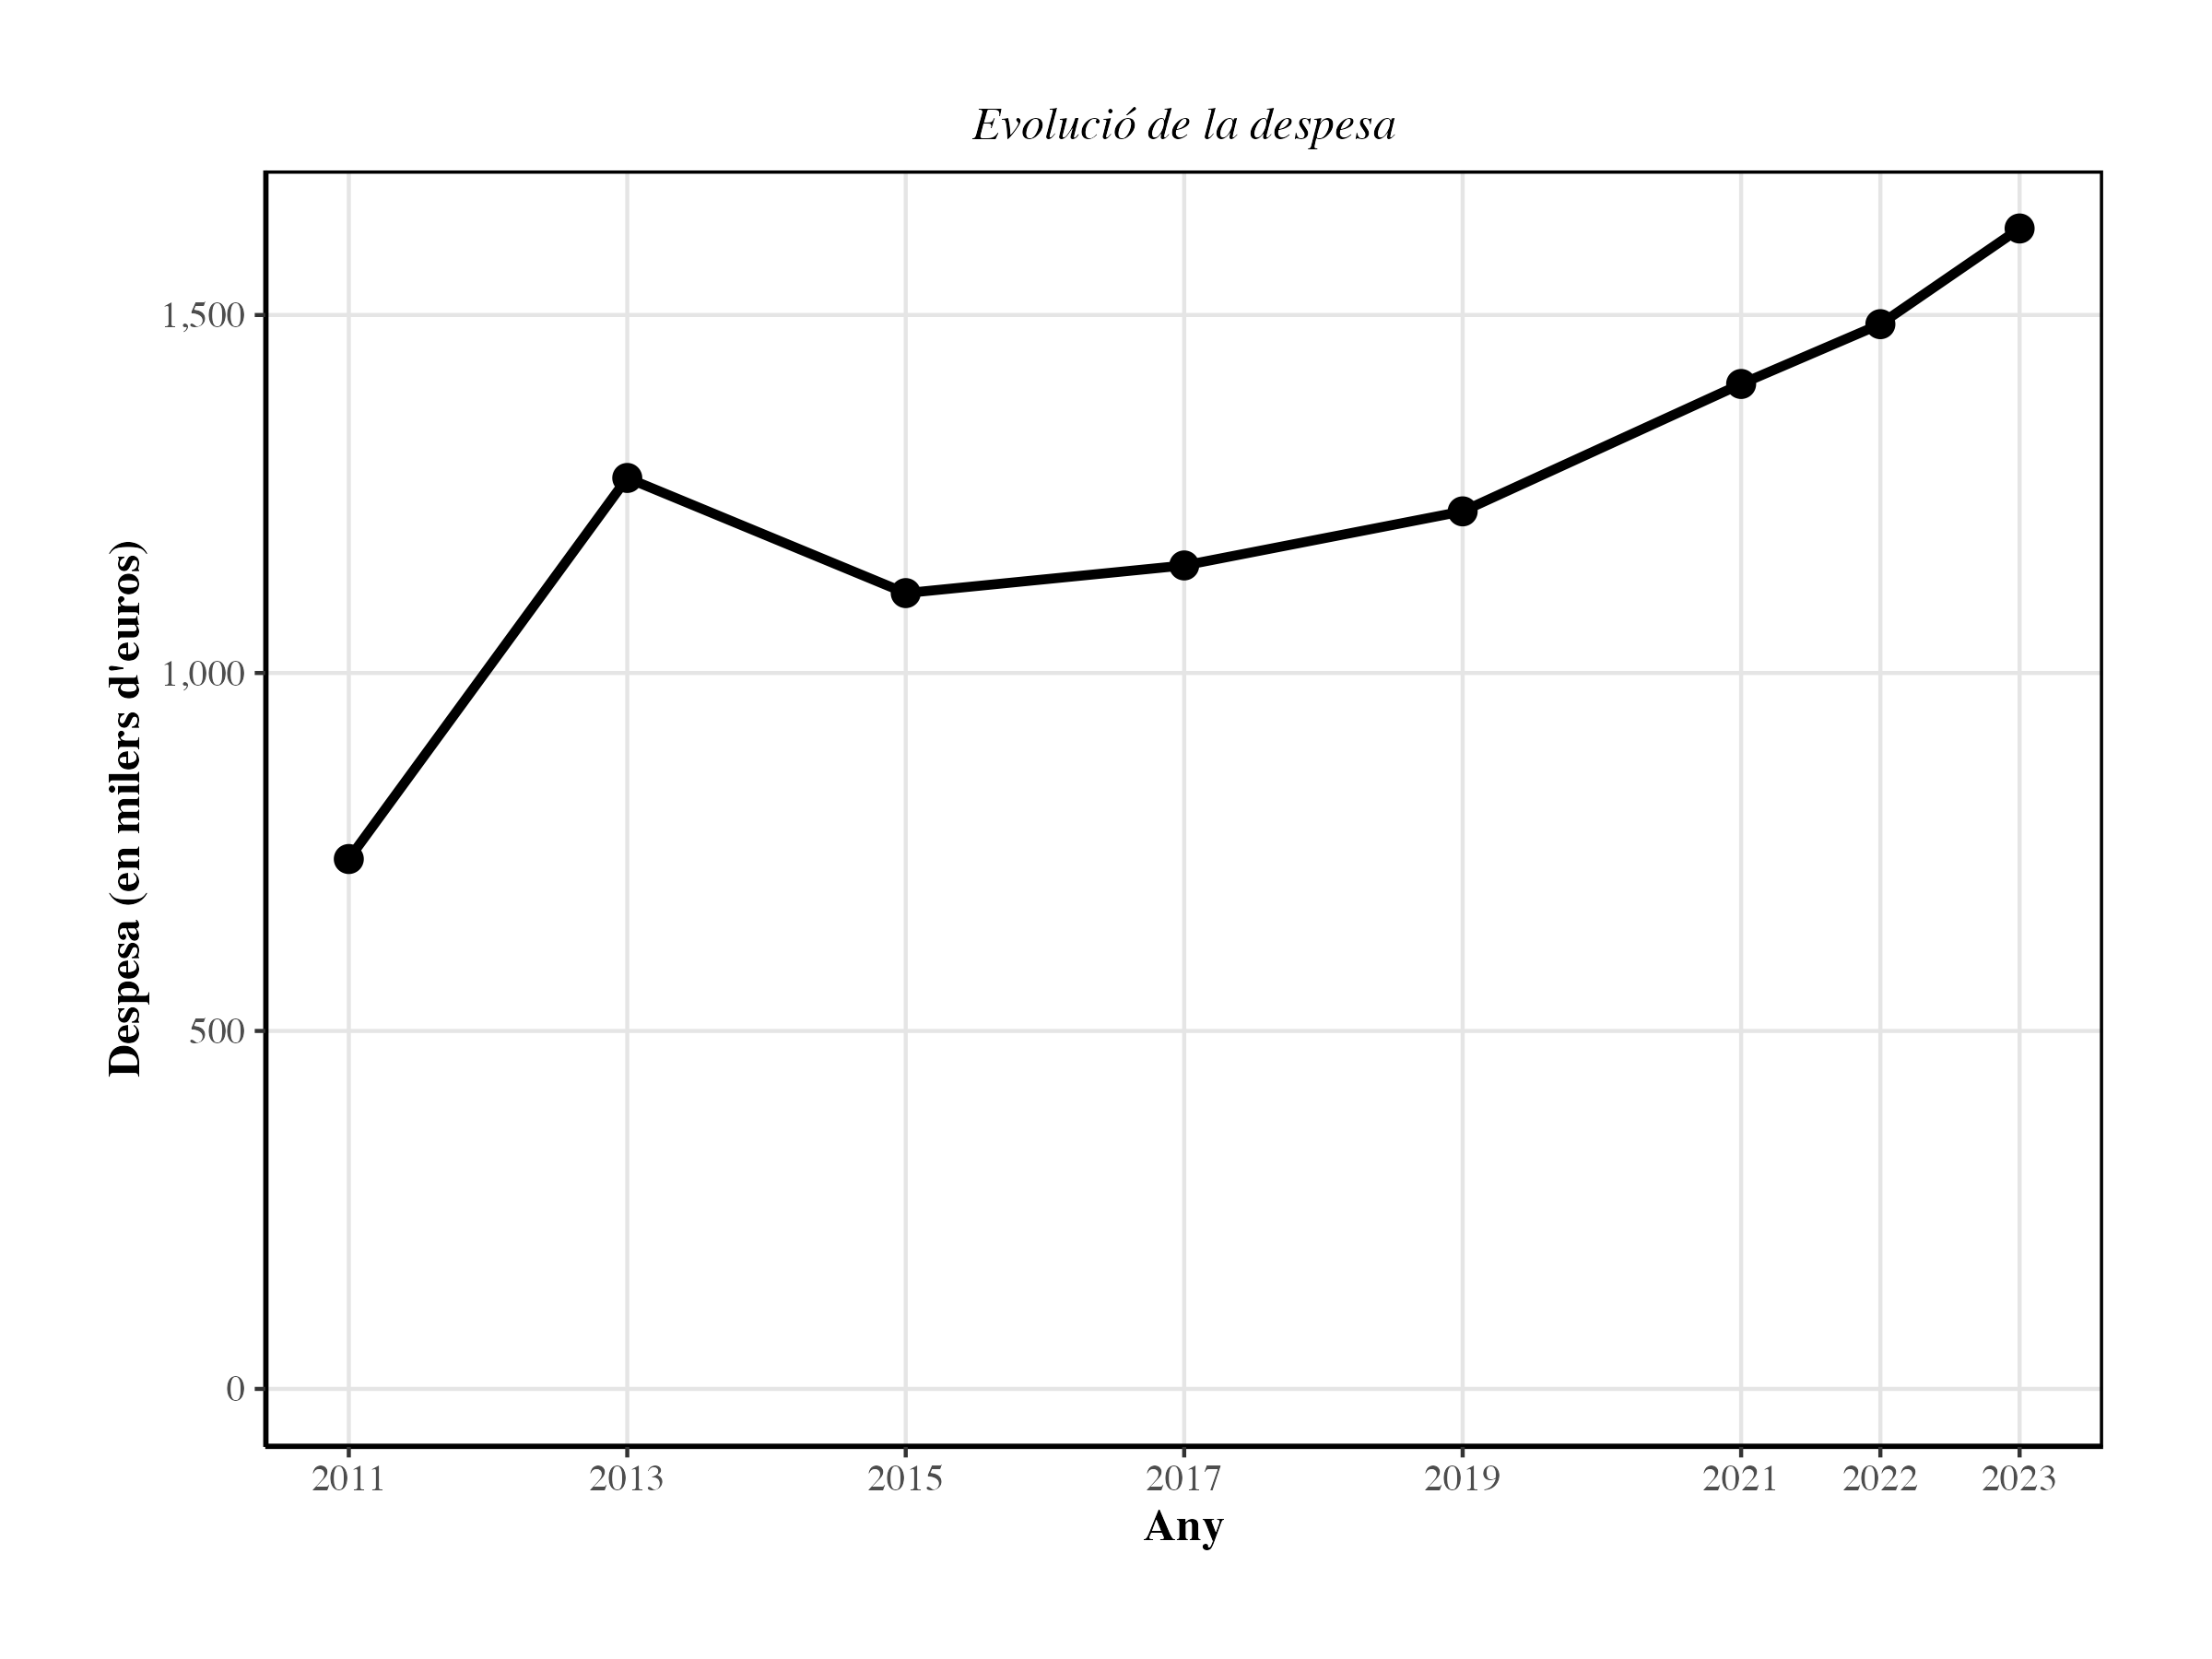 Evolució de la despesa
Despesa (en milers d'euros)
1,500
1,000
500
0
2011 2013 2015 2017 2019 2021 2022 2023
Any